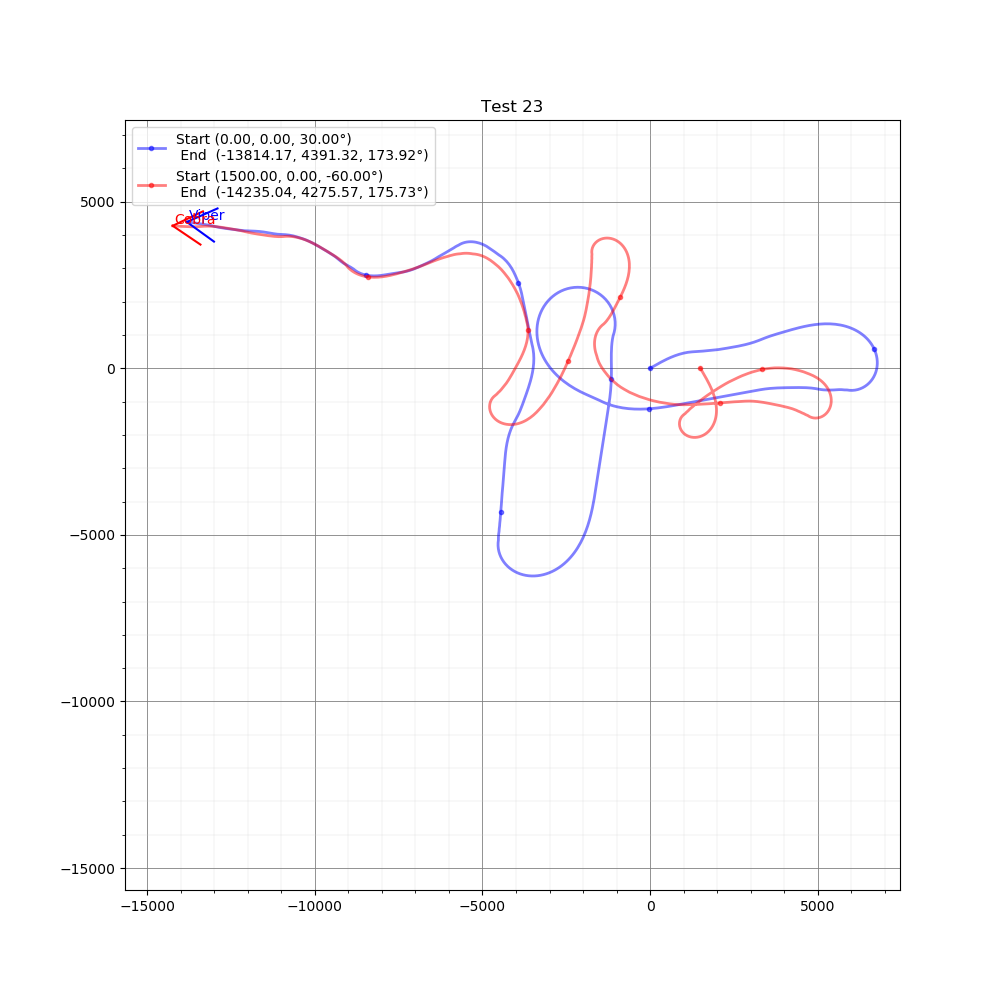 Test 23
Start (0.00, 0.00, 30.00°)
End (-13814.17, 4391.32, 173.92°)
Start (1500.00, 0.00, -60.00°)
End (-14235.04, 4275.57, 175.73°)
Viper
Cobra
5000
0
−5000
−10000
−15000
−15000 −10000 −5000 0 5000